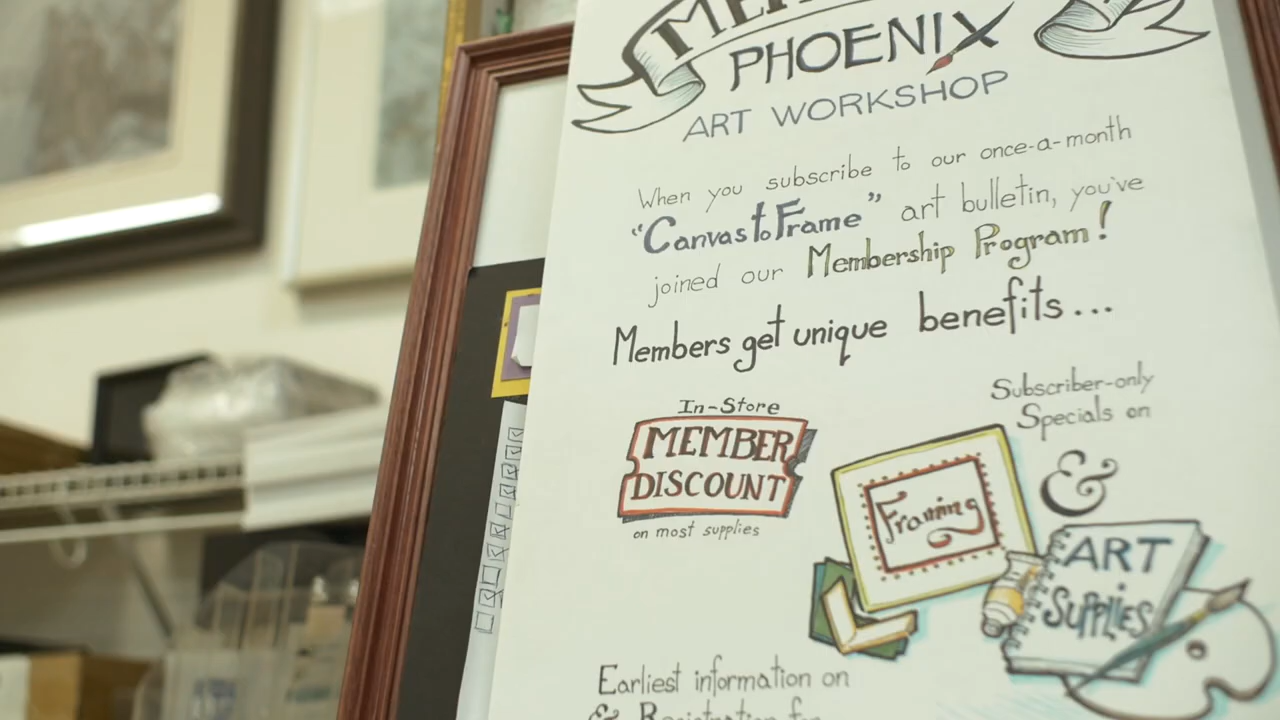 PHOENIX
ART WORKSHOP
When you subscribe to our once-a-month
"Canvas to Frame" art bulletin, you've
joined our Membership Program!
Members get unique benefits...
In-Store
MEMBER
DISCOUNT
on most supplies
Subscriber-only
Specials on
Framing
&
ART
SUPPLIES
Earliest information on
& Registration for